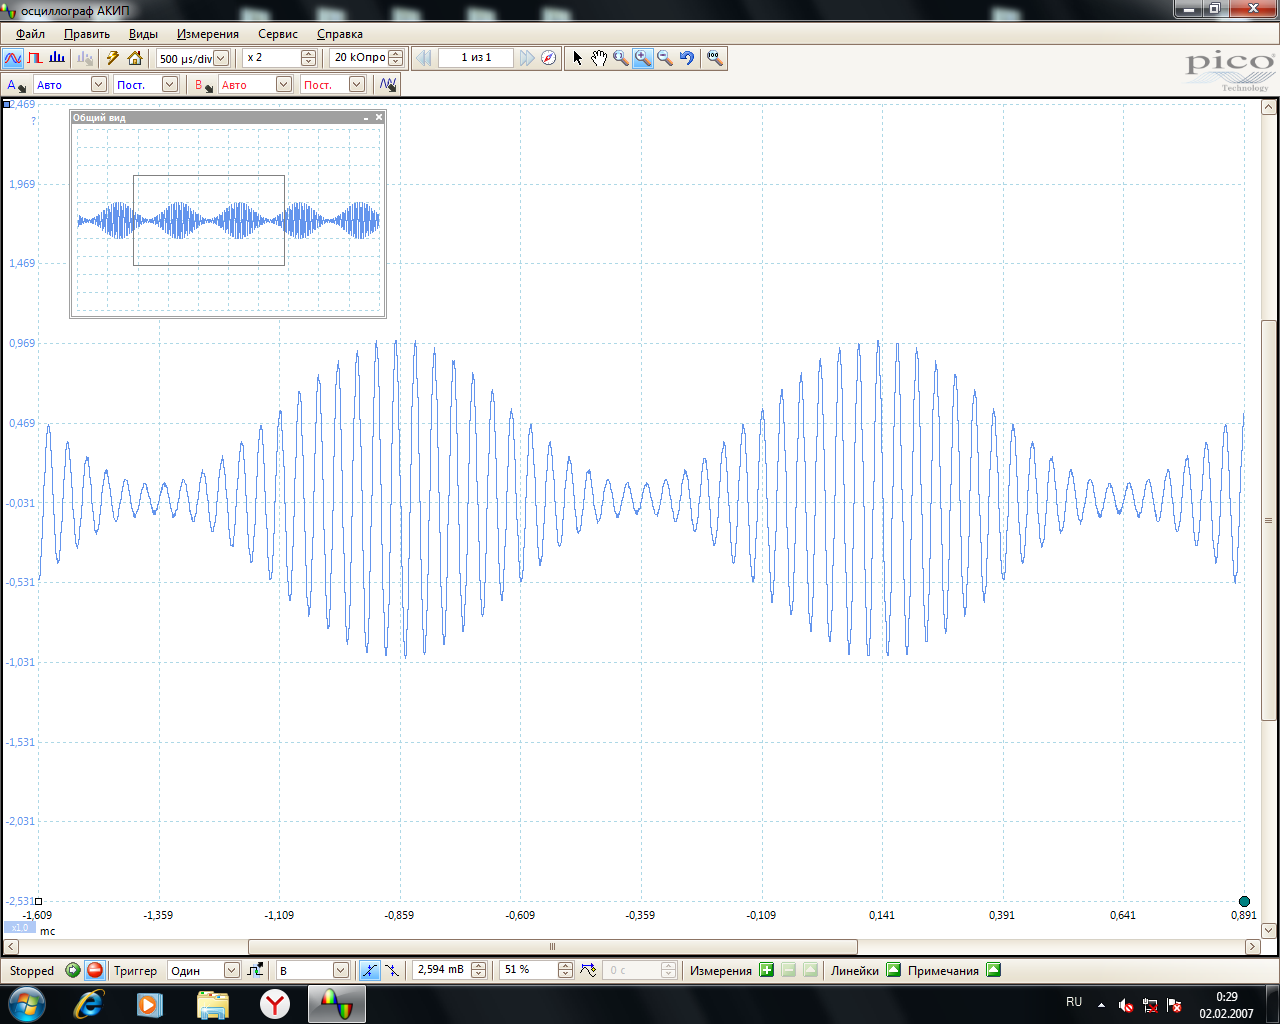 осциллограф АКИП
Файл Править Виды Измерения Сервис Справка
500 µs/div x 2 20 kОпро 1 из 1
pico
Technology
A Авто Пост. B Авто Пост.
2,469
?
Общий вид
1,969
1,469
0,969
0,469
-0,031
-0,531
-1,031
-1,531
-2,031
-2,531
-1,609 -1,359 -1,109 -0,859 -0,609 -0,359 -0,109 0,141 0,391 0,641 0,891
x1.0 мс
Stopped Триггер Один B 2,594 mВ 51 % 0 с Измерения Линейки Примечания
RU 0:29
02.02.2007